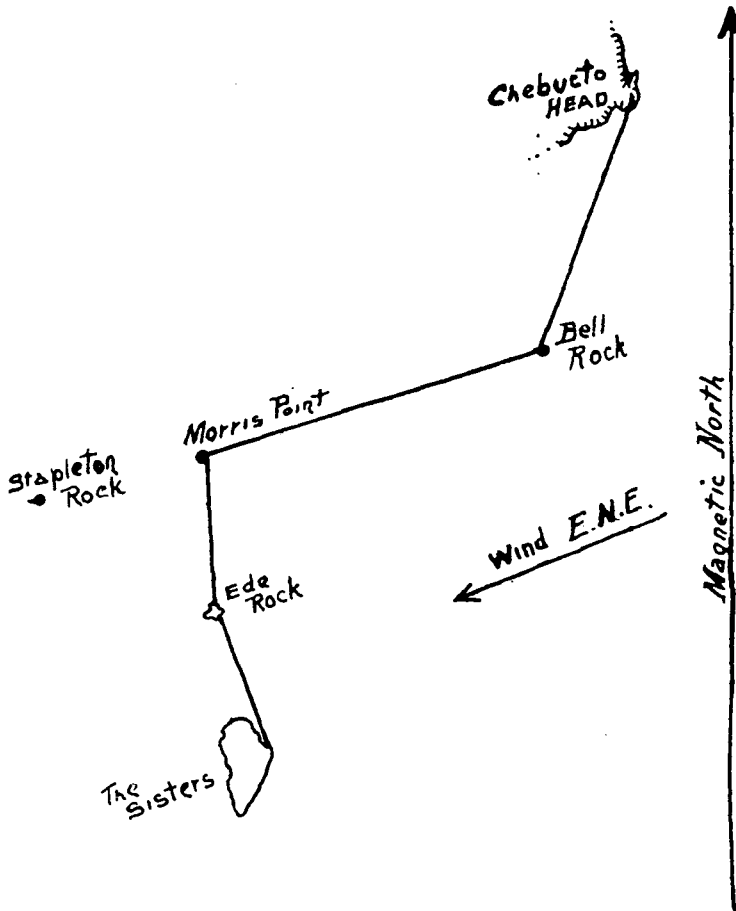 Chebucto
HEAD
Bell
Rock
Morris Point
Stapleton
Rock
Magnetic North
Wind E.N.E.
Ede
Rock
The
Sisters